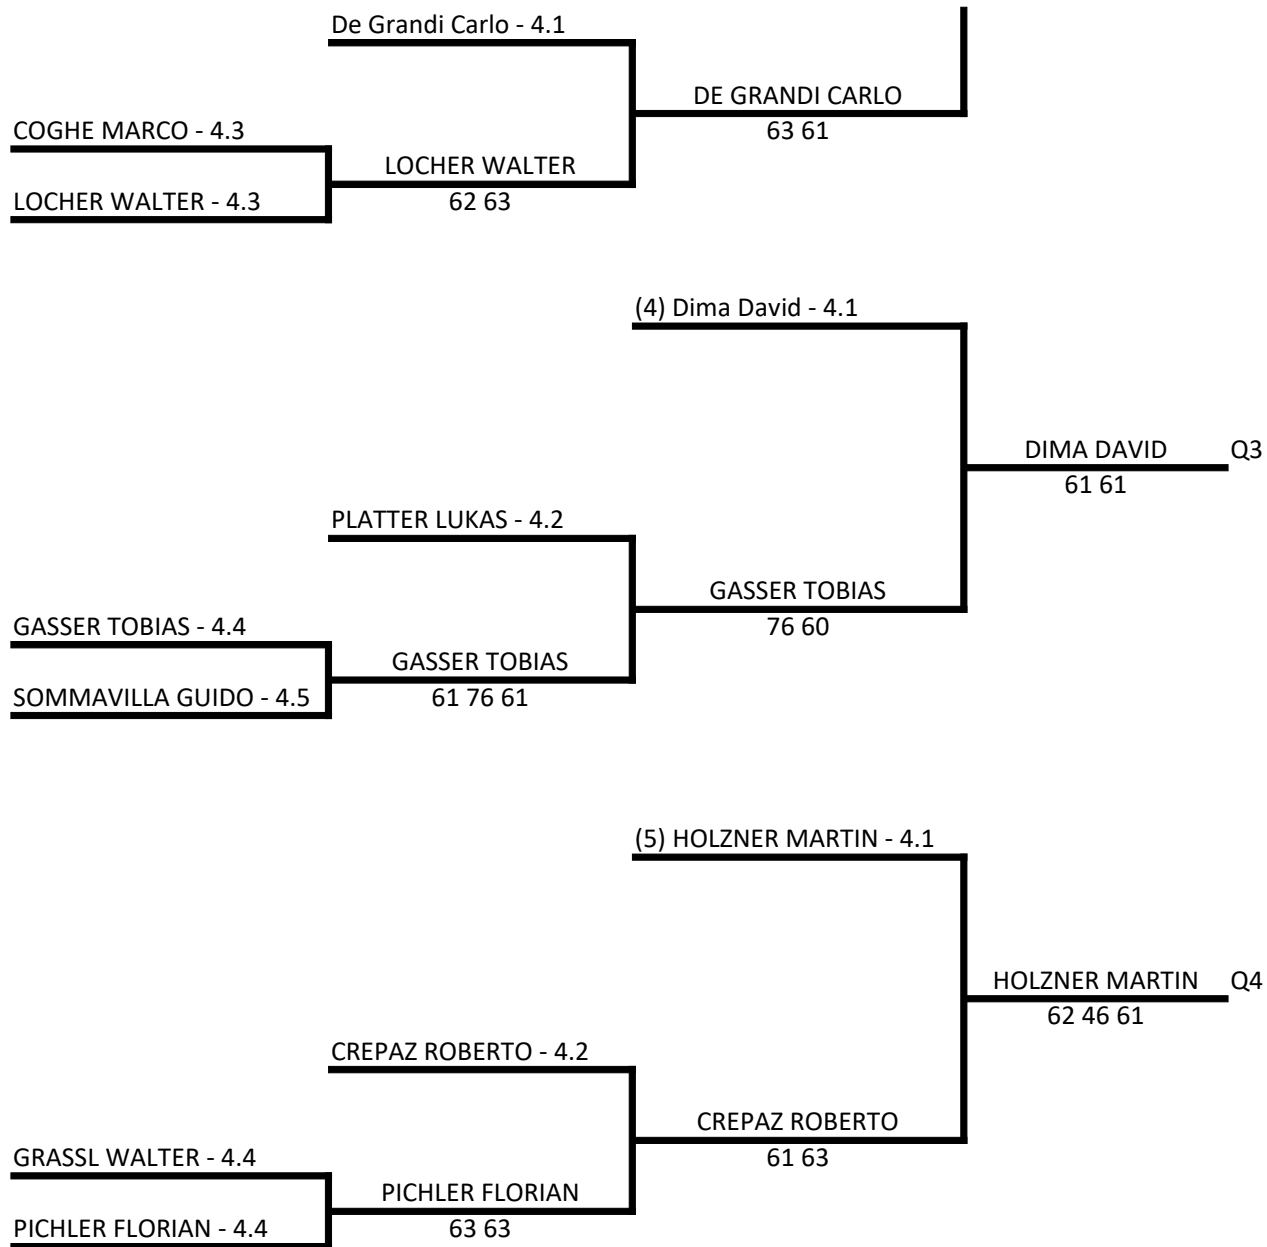 De Grandi Carlo - 4.1
DE GRANDI CARLO
63 61
COGHE MARCO - 4.3
LOCHER WALTER
62 63
LOCHER WALTER - 4.3
(4) Dima David - 4.1
DIMA DAVID Q3
61 61
PLATTER LUKAS - 4.2
GASSER TOBIAS
76 60
GASSER TOBIAS - 4.4
GASSER TOBIAS
61 76 61
SOMMAVILLA GUIDO - 4.5
(5) HOLZNER MARTIN - 4.1
HOLZNER MARTIN Q4
62 46 61
CREPAZ ROBERTO - 4.2
CREPAZ ROBERTO
61 63
GRASSL WALTER - 4.4
PICHLER FLORIAN
63 63
PICHLER FLORIAN - 4.4